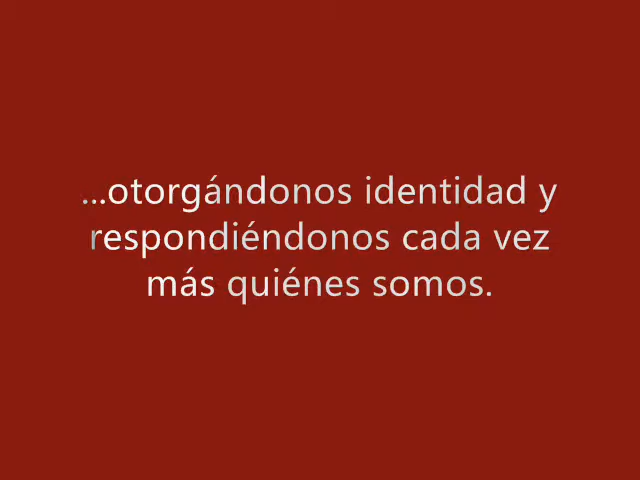 ...otorgándonos identidad y
respondiéndonos cada vez
más quiénes somos.